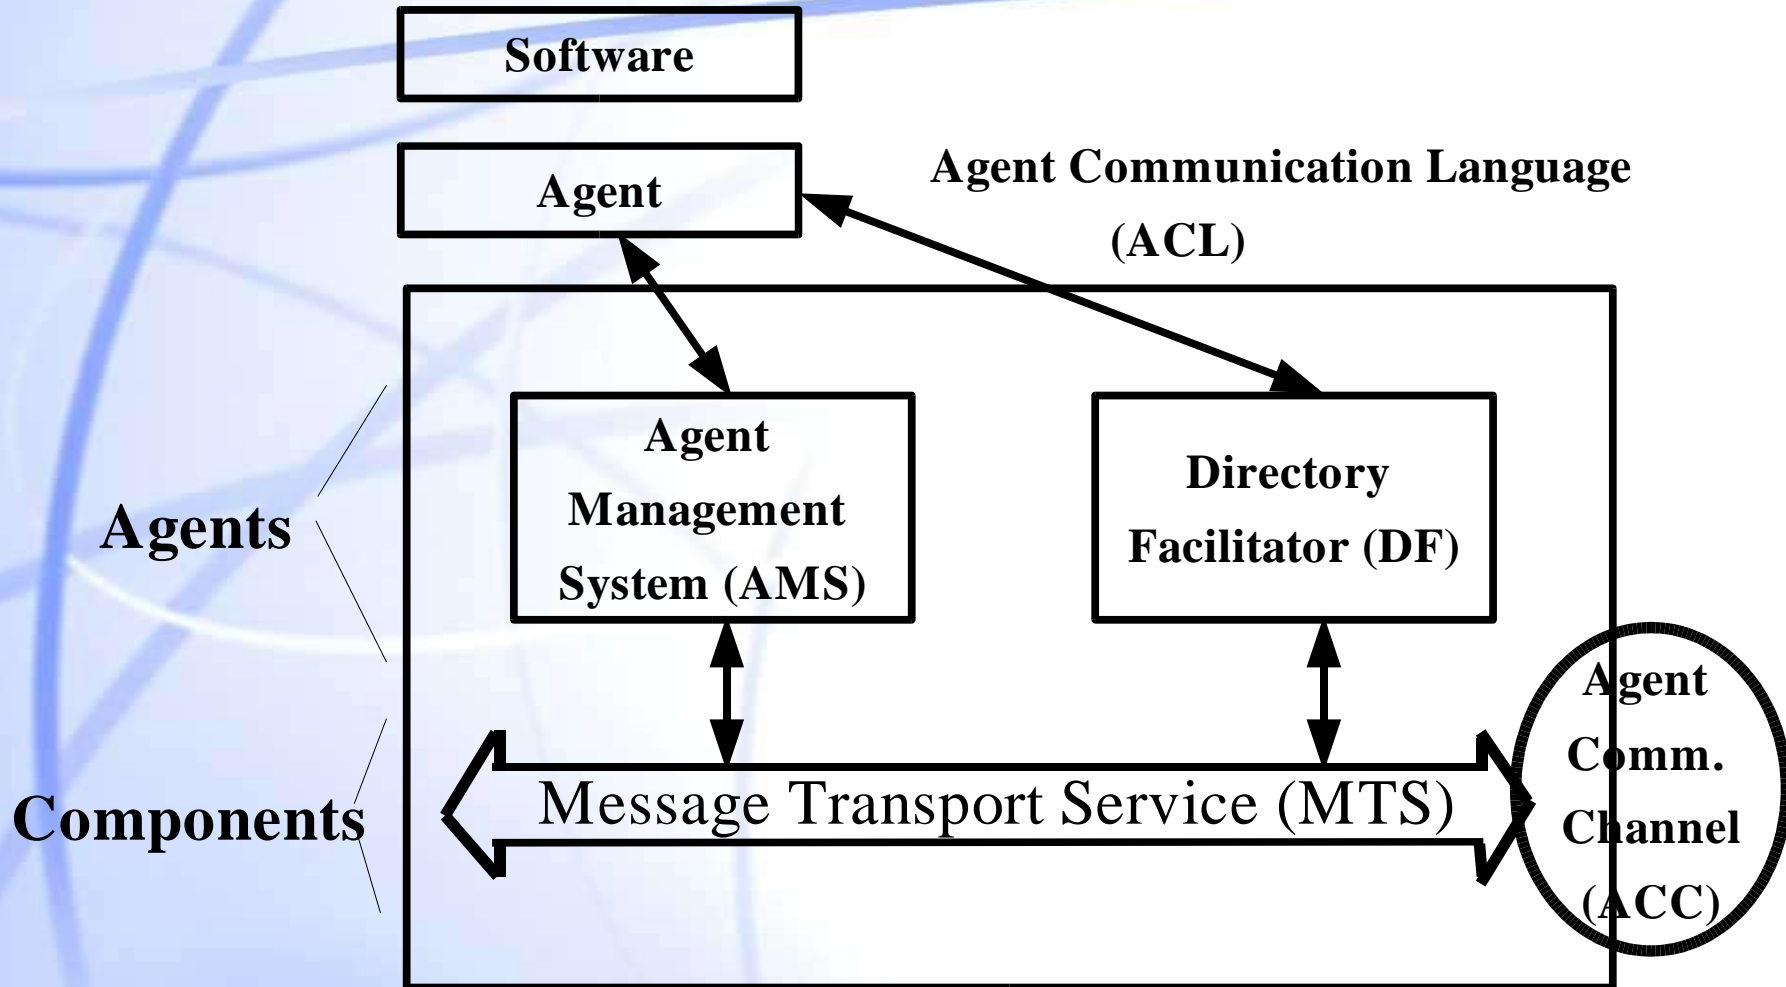 Software
Agent
Agent Communication Language
(ACL)
Agent
Management
System (AMS)
Directory
Facilitator (DF)
Agents
Agent
Comm.
Channel
(ACC)
Components
Message Transport Service (MTS)